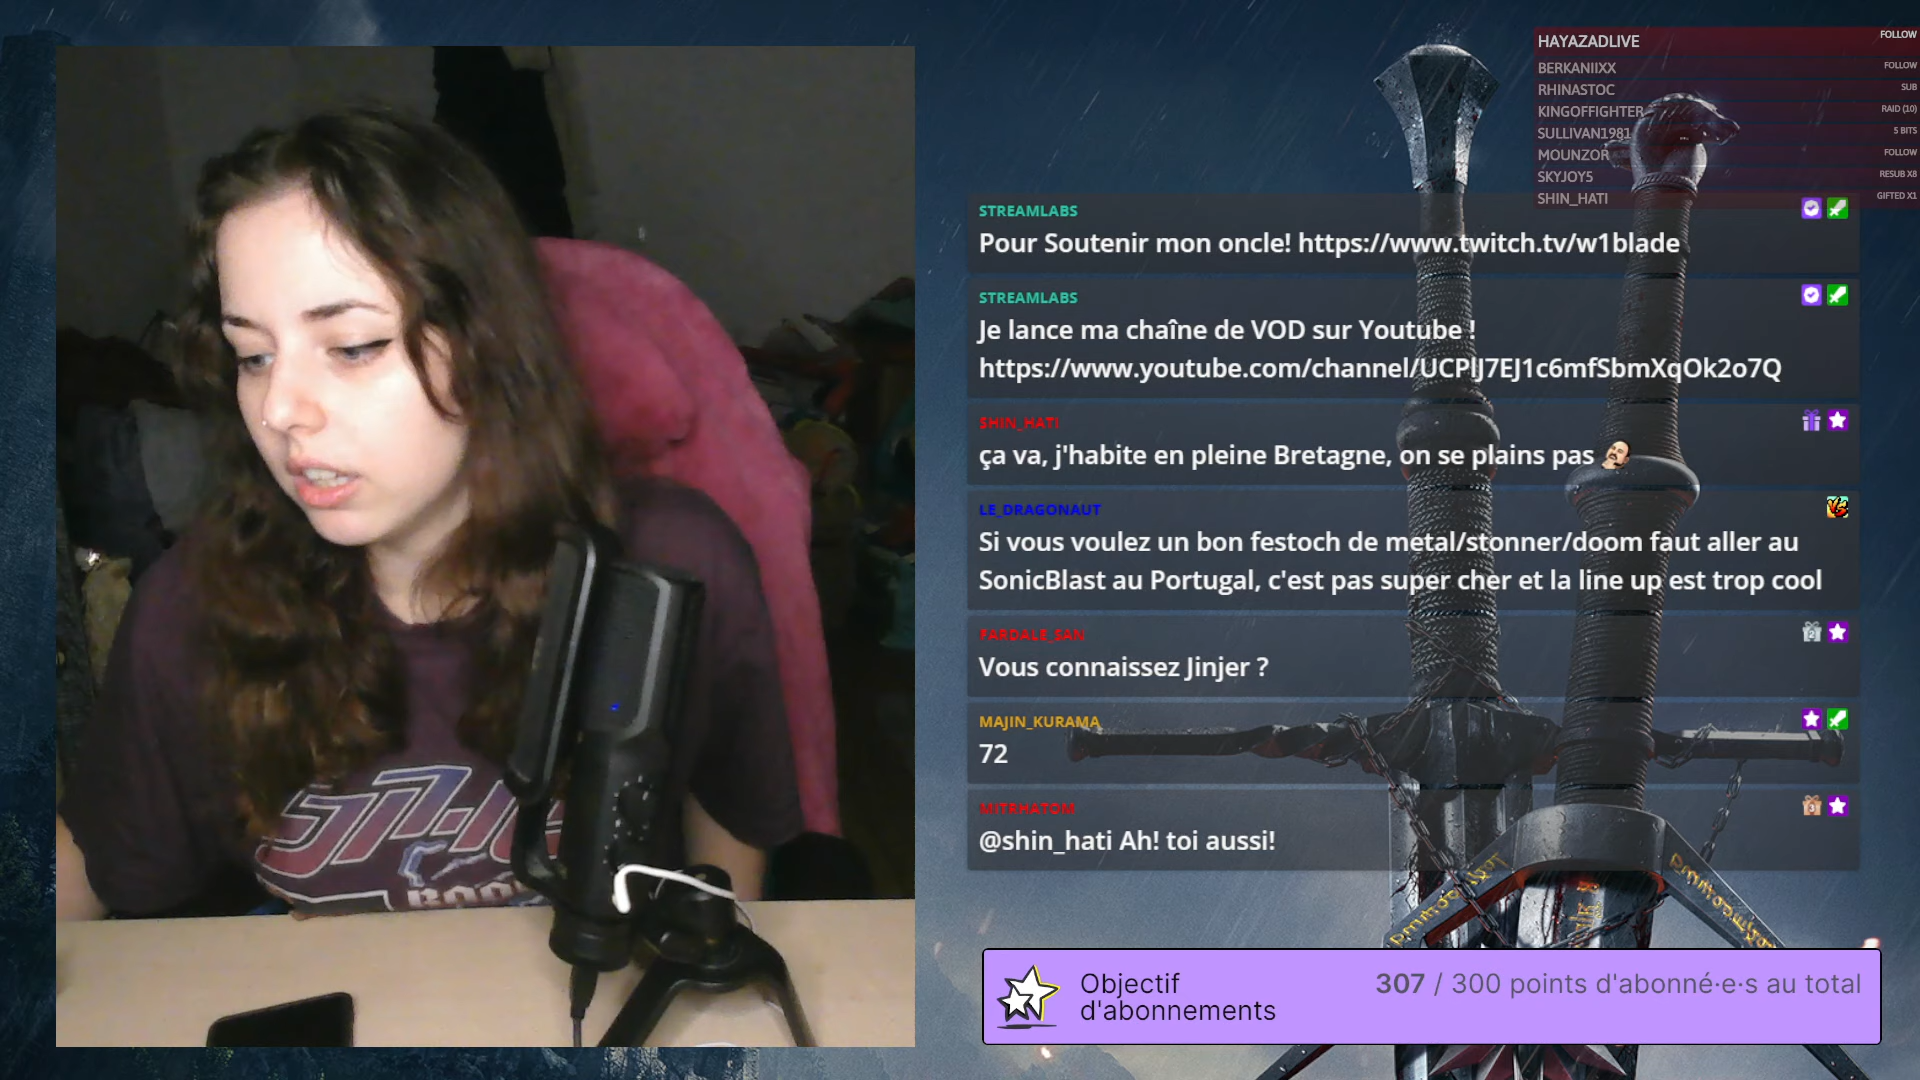 HAYAZADLIVE FOLLOW
BERKANIIXX FOLLOW
RHINASTOC SUB
KINGOFFIGHTER RAID (10)
SULLIVAN1981 5 BITS
MOUNZOR FOLLOW
SKYJOY5 RESUB X8
SHIN_HATI GIFTED X1
STREAMLABS
Pour Soutenir mon oncle! https://www.twitch.tv/w1blade
STREAMLABS
Je lance ma chaîne de VOD sur Youtube !
https://www.youtube.com/channel/UCPlJ7EJ1c6mfSbmXqOk2o7Q
SHIN_HATI
ça va, j'habite en pleine Bretagne, on se plains pas
LE_DRAGONAUT
Si vous voulez un bon festoch de metal/stonner/doom faut aller au
SonicBlast au Portugal, c'est pas super cher et la line up est trop cool
FARDALE_SAN
Vous connaissez Jinjer ?
MAJIN_KURAMA
72
MITRHATOM
@shin_hati Ah! toi aussi!
Objectif
d'abonnements
307 / 300 points d'abonné·e·s au total